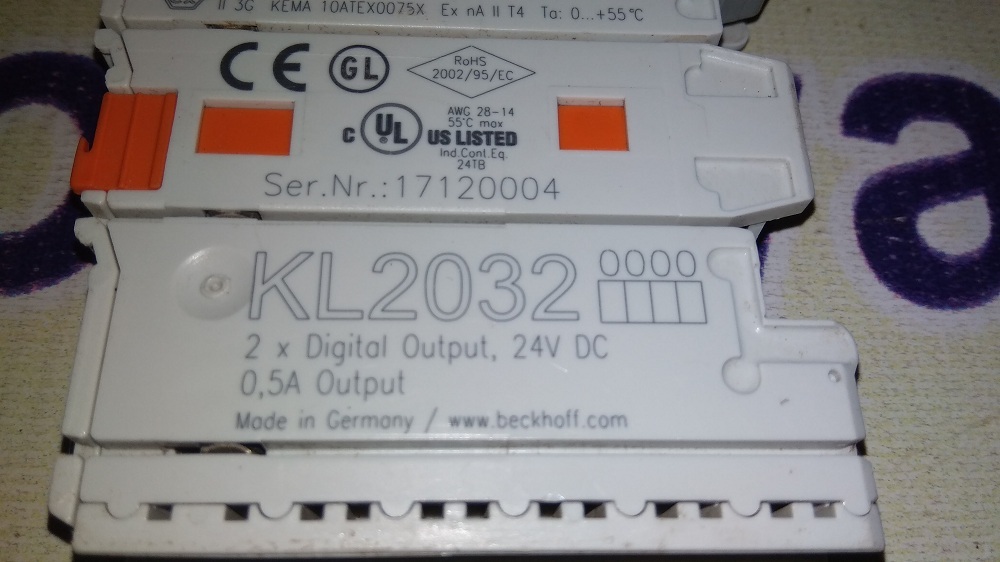 II 3G KEMA 10ATEX0075X Ex nA II T4 Ta: 0...+55°C
CE GL RoHS
2002/95/EC
c UL US LISTED
AWG 28-14
55°C max
Ind.Cont.Eq.
24TB
Ser.Nr.:17120004
KL2032 0000
2 x Digital Output, 24V DC
0,5A Output
Made in Germany / www.beckhoff.com